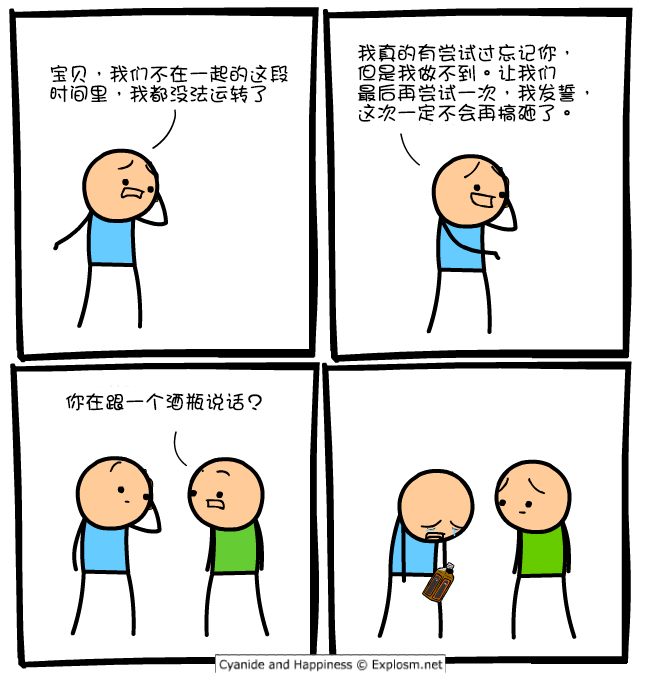 宝贝，我们不在一起的这段
时间里，我都没法运转了
我真的有尝试过忘记你，
但是我做不到。让我们
最后再尝试一次，我发誓，
这次一定不会再搞砸了。
你在跟一个酒瓶说话？
Cyanide and Happiness © Explosm.net